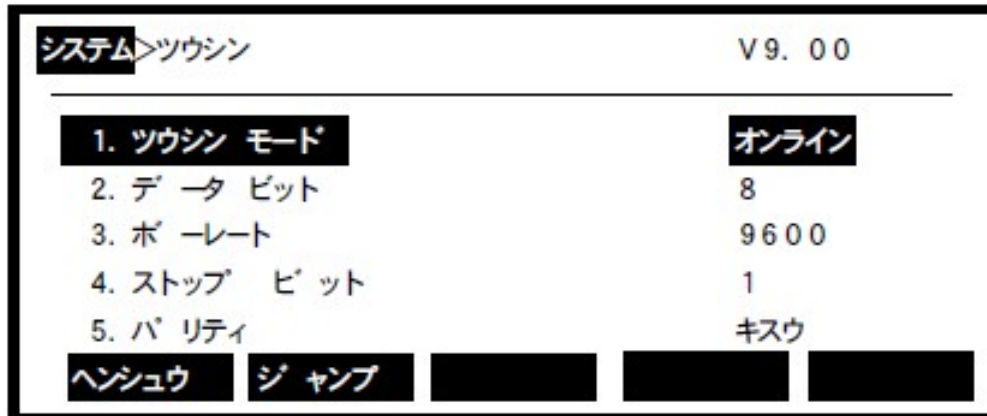 システム>ツウシン V9.00
1. ツウシン モード オンライン
2. データ ビット 8
3. ボーレート 9600
4. ストップ ビット 1
5. パリティ キスウ
ヘンシュウ ジャンプ